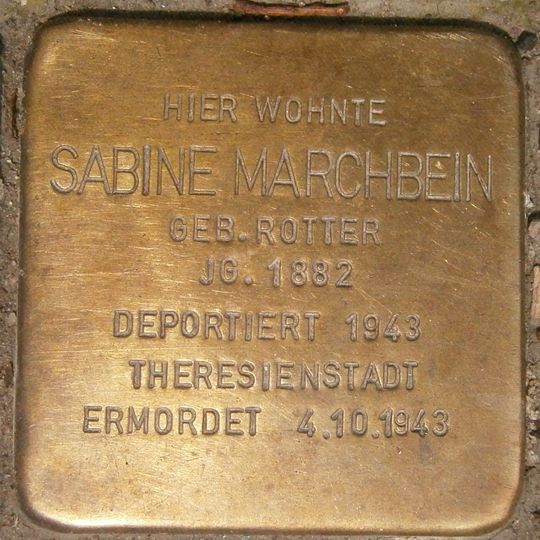 HIER WOHNTE
SABINE MARCHBEIN
GEB. ROTTER
JG. 1882
DEPORTIERT 1943
THERESIENSTADT
ERMORDET 4.10.1943